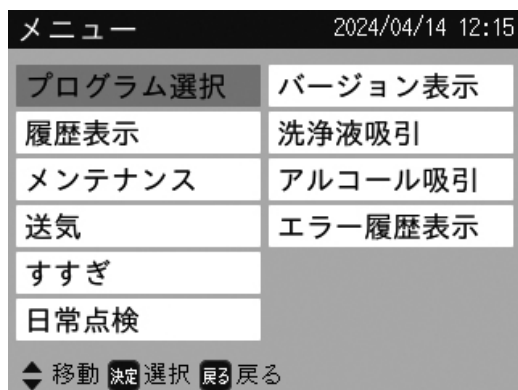 メニュー 2024/04/14 12:15
プログラム選択
履歴表示
メンテナンス
送気
すすぎ
日常点検
バージョン表示
洗浄液吸引
アルコール吸引
エラー履歴表示
移動 決定 選択 戻る 戻る